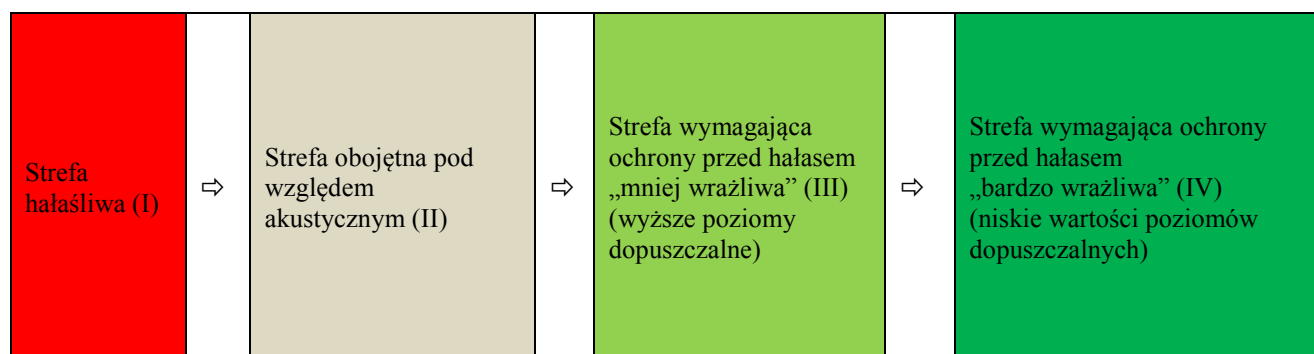 Strefa
hałaśliwa (I)
⇨
Strefa obojętna pod
względem
akustycznym (II)
⇨
Strefa wymagająca
ochrony przed hałasem
„mniej wrażliwa” (III)
(wyższe poziomy
dopuszczalne)
⇨
Strefa wymagająca ochrony
przed hałasem
„bardzo wrażliwa” (IV)
(niskie wartości poziomów
dopuszczalnych)